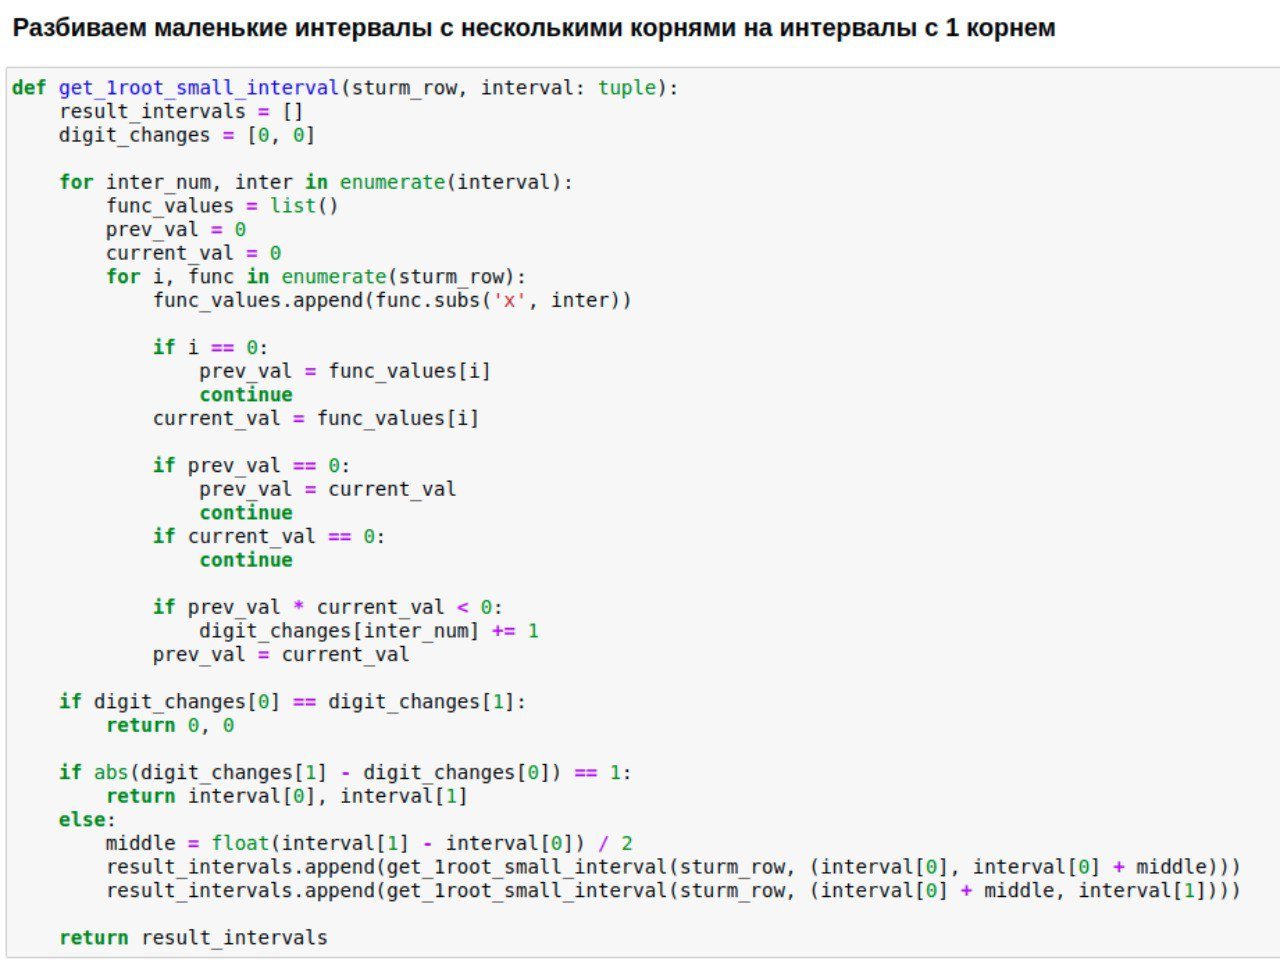 Разбиваем маленькие интервалы с несколькими корнями на интервалы с 1 корнем
def get_1root_small_interval(sturm_row, interval: tuple):
    result_intervals = []
    digit_changes = [0, 0]

    for inter_num, inter in enumerate(interval):
        func_values = list()
        prev_val = 0
        current_val = 0
        for i, func in enumerate(sturm_row):
            func_values.append(func.subs('x', inter))

            if i == 0:
                prev_val = func_values[i]
                continue
            current_val = func_values[i]

            if prev_val == 0:
                prev_val = current_val
                continue
            if current_val == 0:
                continue

            if prev_val * current_val < 0:
                digit_changes[inter_num] += 1
            prev_val = current_val

    if digit_changes[0] == digit_changes[1]:
        return 0, 0

    if abs(digit_changes[1] - digit_changes[0]) == 1:
        return interval[0], interval[1]
    else:
        middle = float(interval[1] - interval[0]) / 2
        result_intervals.append(get_1root_small_interval(sturm_row, (interval[0], interval[0] + middle)))
        result_intervals.append(get_1root_small_interval(sturm_row, (interval[0] + middle, interval[1])))

    return result_intervals